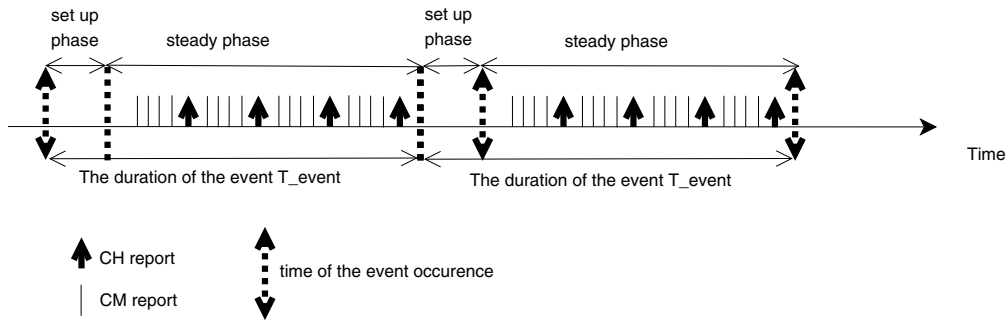 set up
phase
steady phase
set up
phase
steady phase
Time
The duration of the event T_event
The duration of the event T_event
CH report
time of the event occurence
CM report